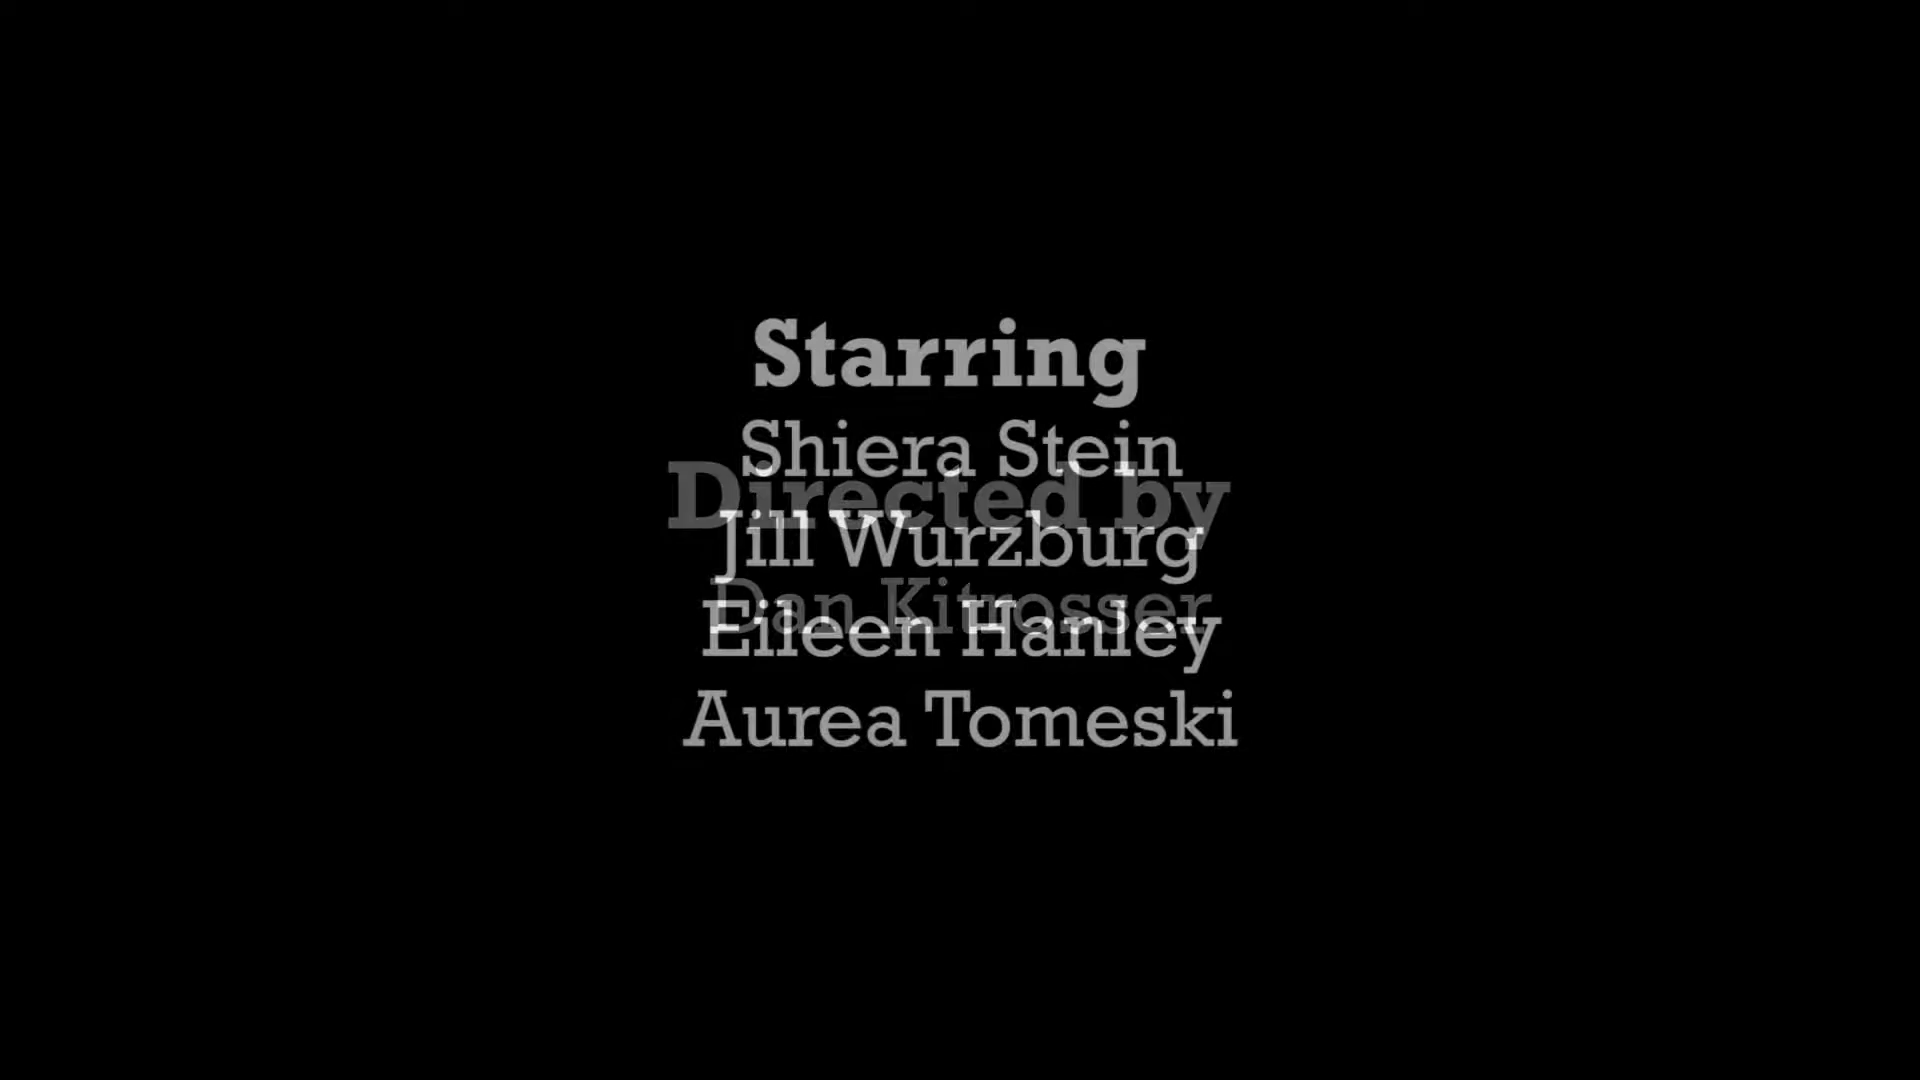 Starring
Shiera Stein
Directed by
Jill Wurzburg
Dan Kitrosser
Eileen Hanley
Aurea Tomeski